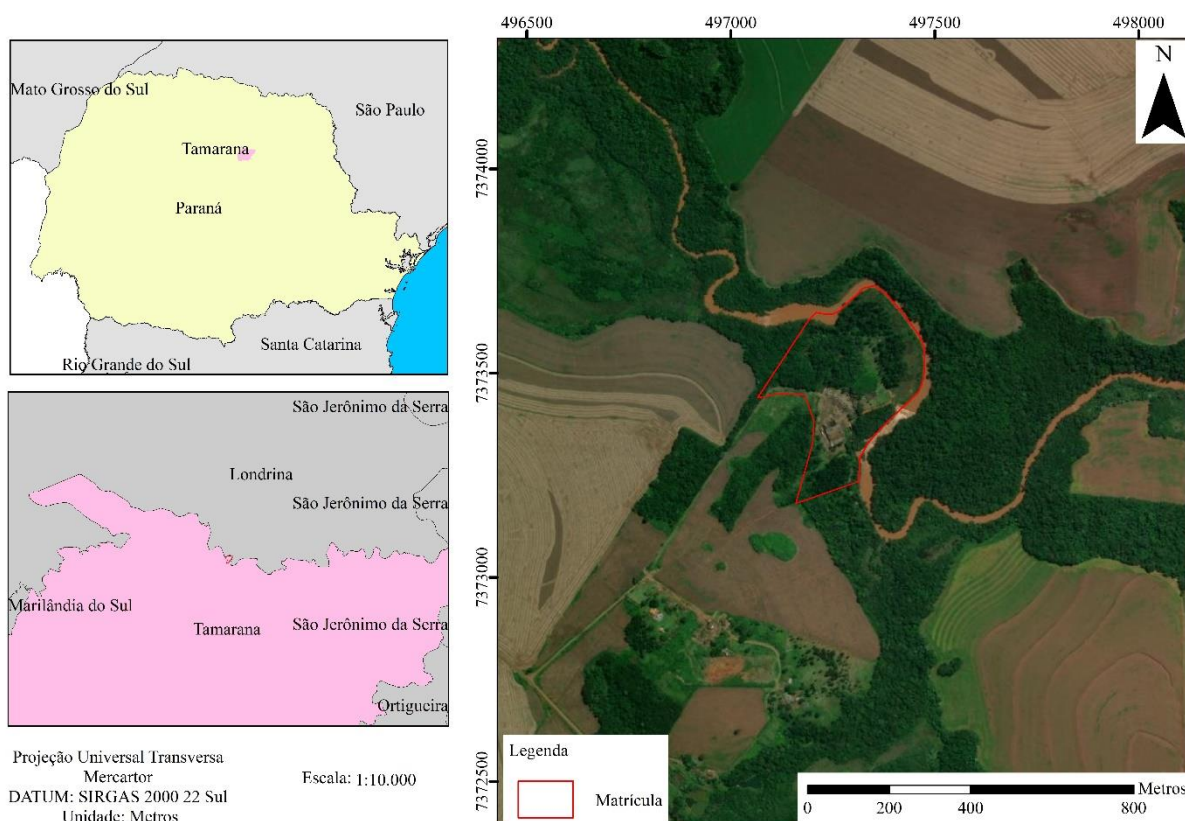 Mato Grosso do Sul
São Paulo
Tamarana
Paraná
Santa Catarina
Rio Grande do Sul
São Jerônimo da Serra
Londrina
São Jerônimo da Serra
Marilândia do Sul
Tamarana
São Jerônimo da Serra
Ortigueira
Projeção Universal Transversa
Mercartor
DATUM: SIRGAS 2000 22 Sul
Unidade: Metros
Escala: 1:10.000
496500 497000 497500 498000
N
7374000
7373500
7373000
7372500
Legenda
Matrícula
Metros
0 200 400 800